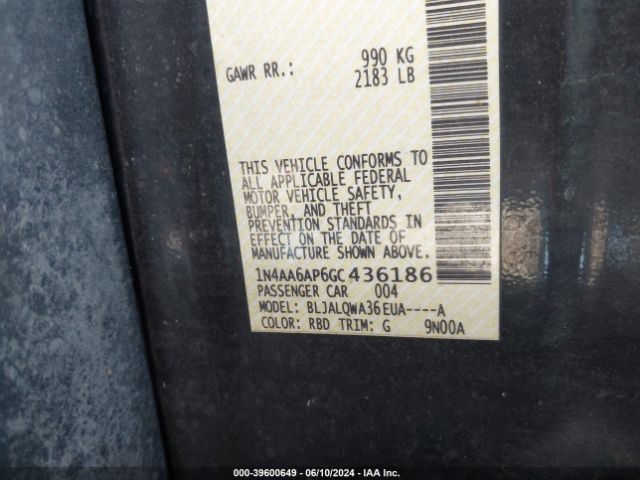 990 KG
GAWR RR.: 2183 LB
THIS VEHICLE CONFORMS TO
ALL APPLICABLE FEDERAL
MOTOR VEHICLE SAFETY,
BUMPER, AND THEFT
PREVENTION STANDARDS IN
EFFECT ON THE DATE OF
MANUFACTURE SHOWN ABOVE.
1N4AA6AP6GC436186
PASSENGER CAR 004
MODEL: BLJALQWA36EUA----A
COLOR: RBD TRIM: G 9N00A
000-39600649 - 06/10/2024 - IAA Inc.